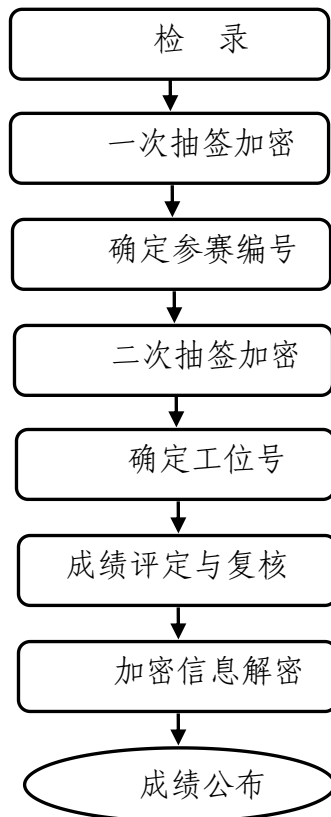 检 录
一次抽签加密
确定参赛编号
二次抽签加密
确定工位号
成绩评定与复核
加密信息解密
成绩公布